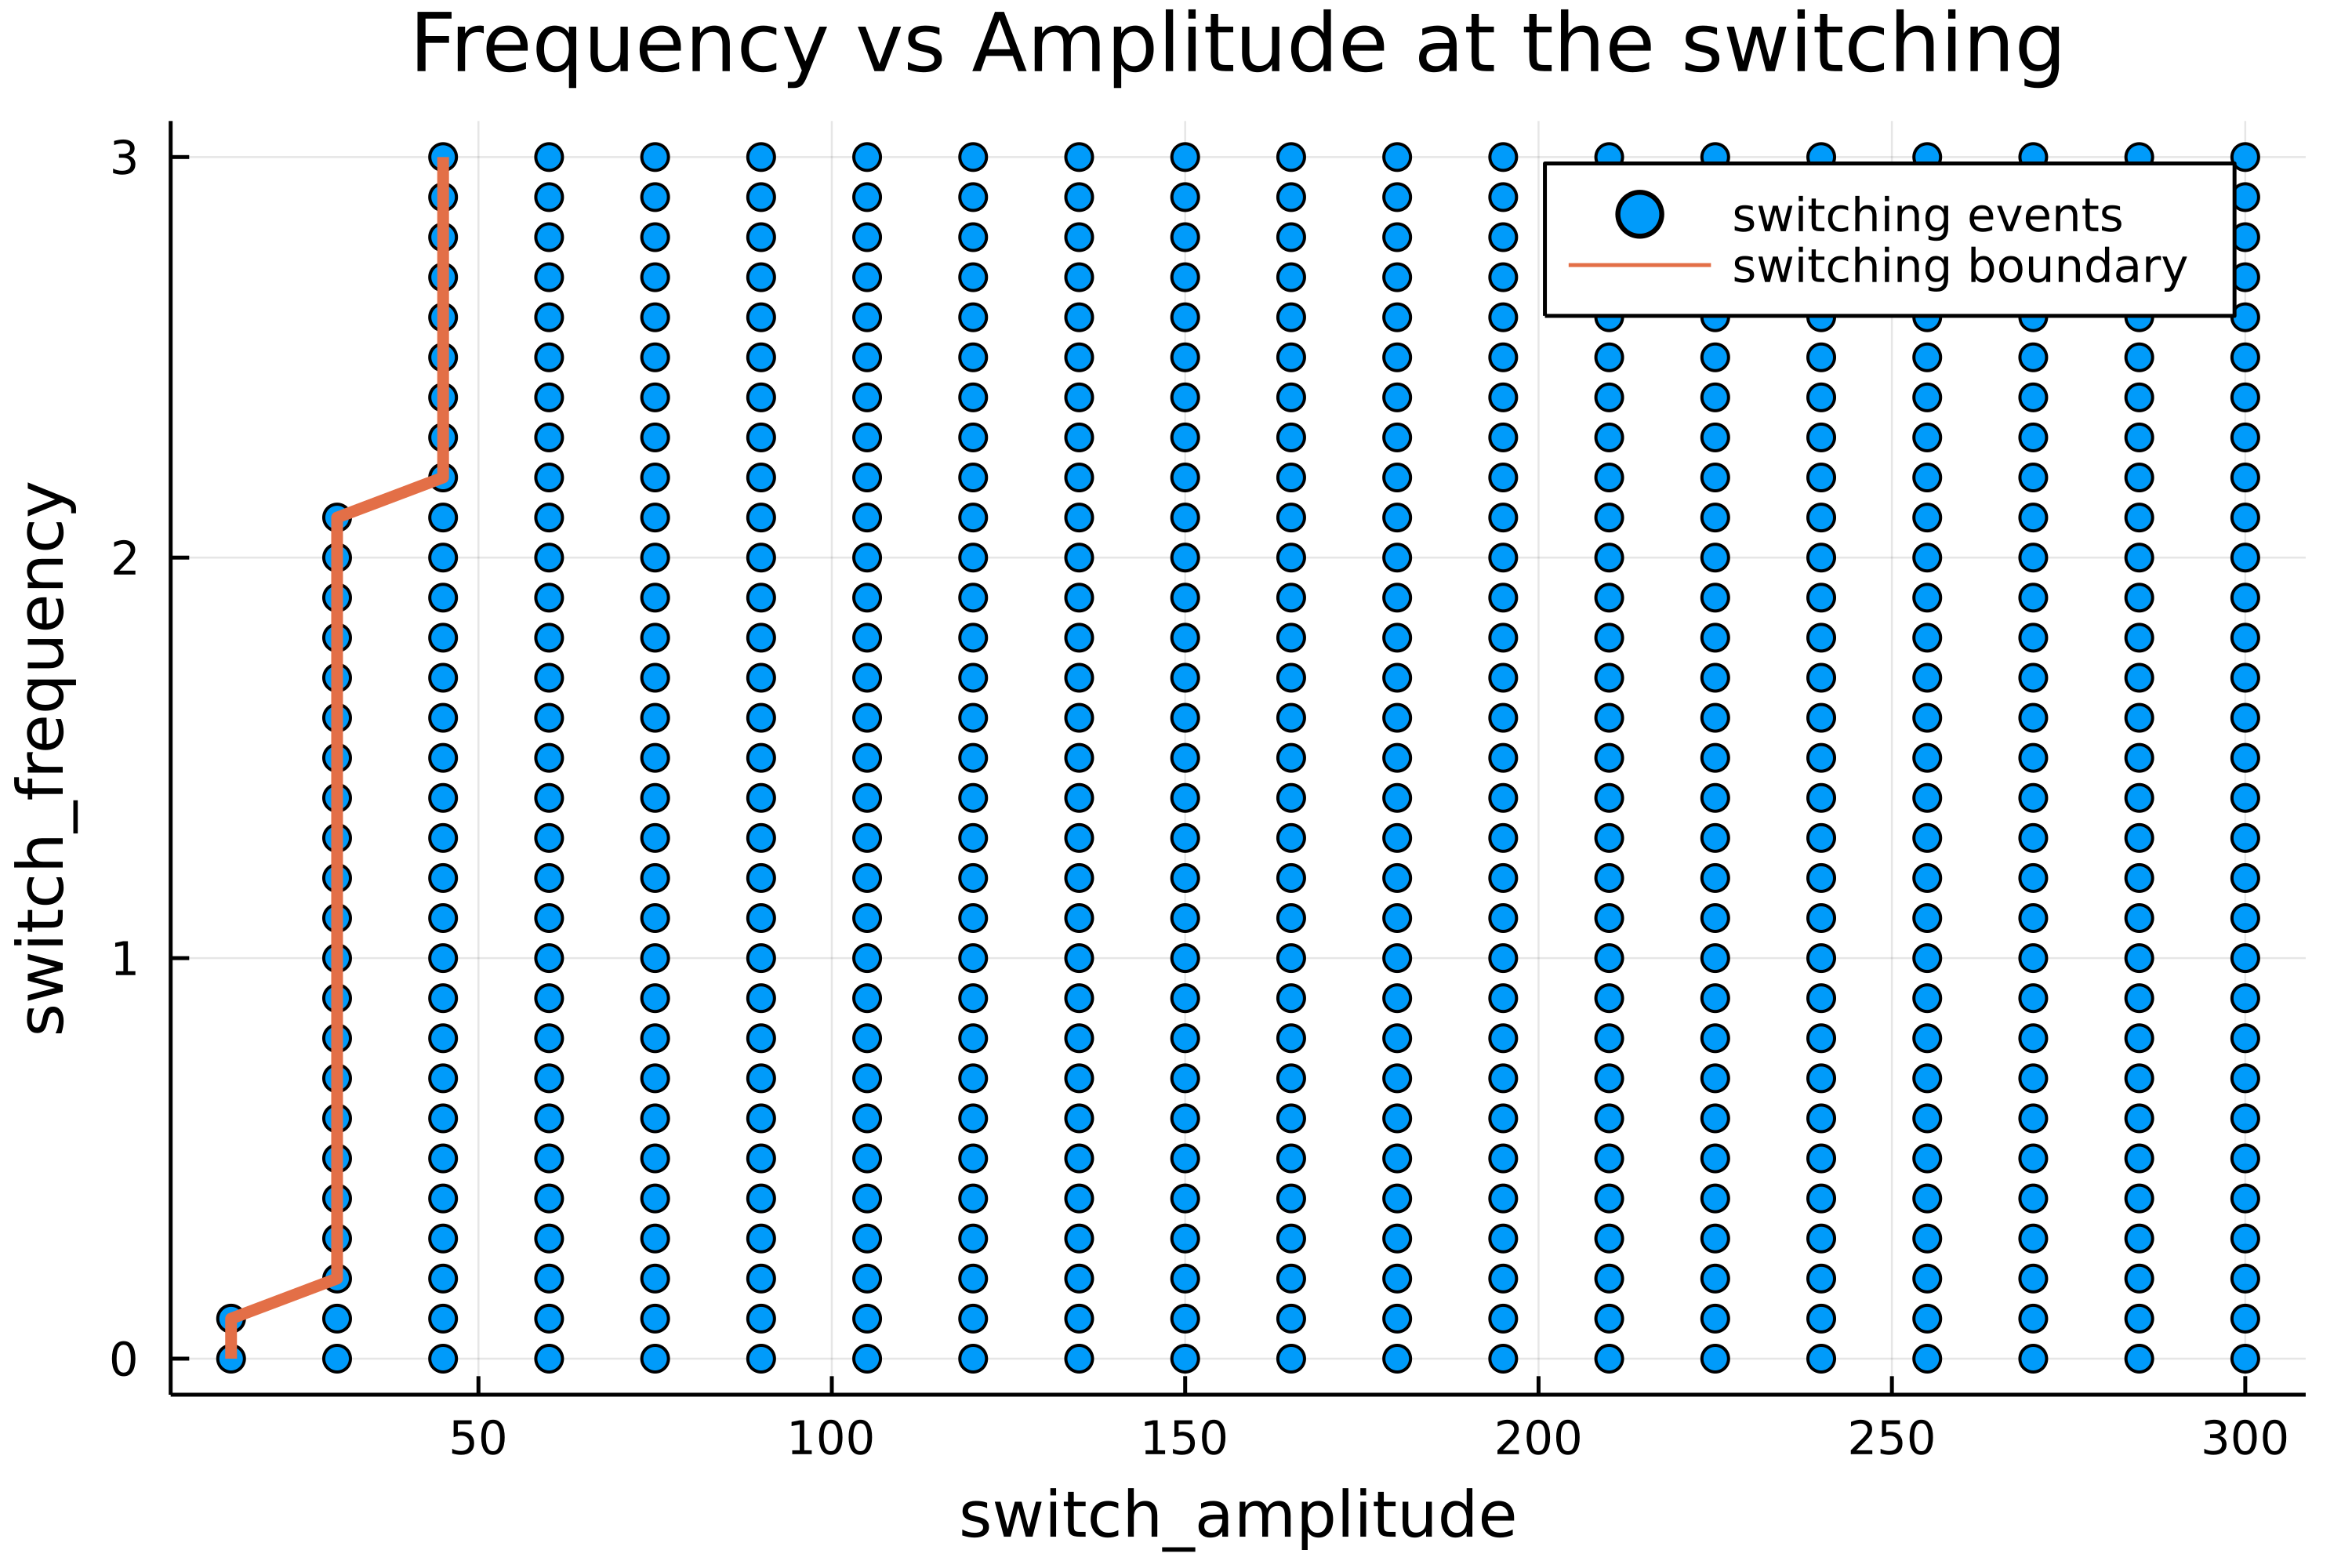 Frequency vs Amplitude at the switching
switching events
switching boundary
switch_frequency
3
2
1
0
50 100 150 200 250 300
switch_amplitude